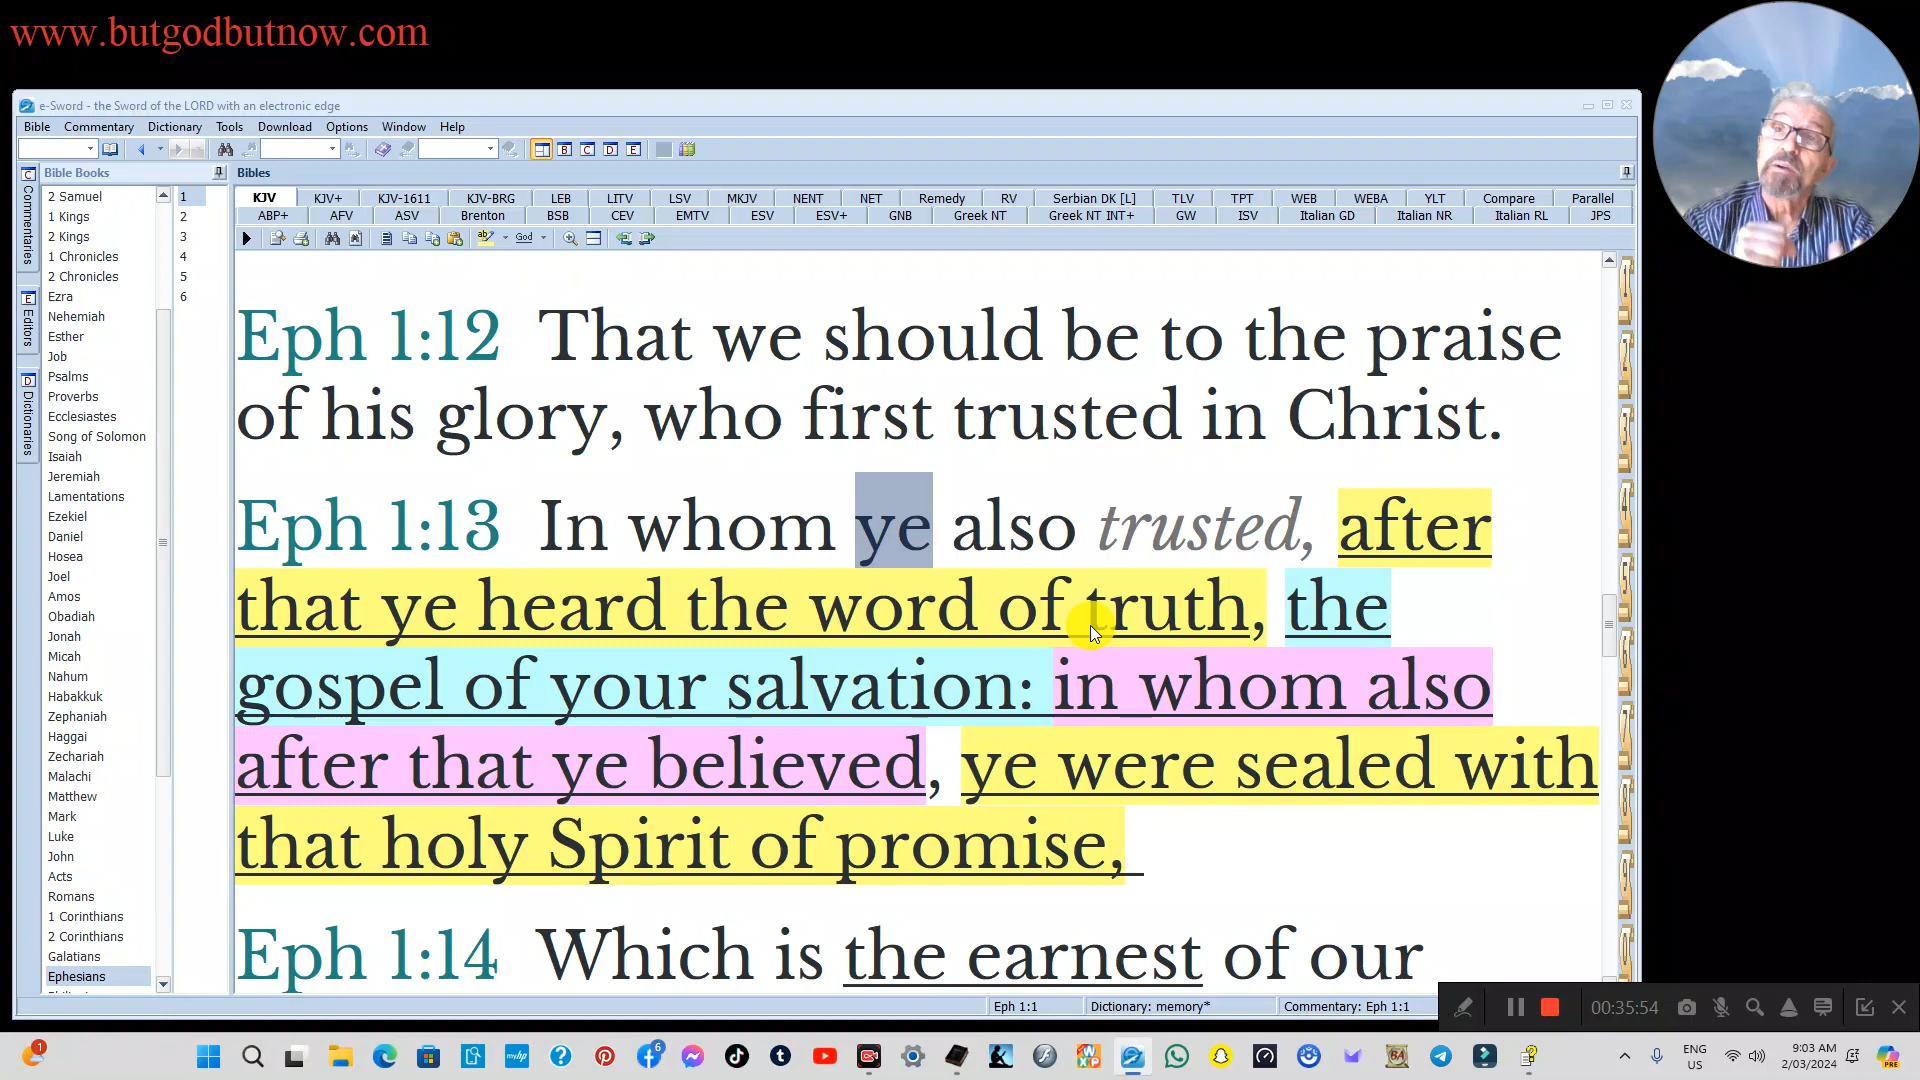 www.butgodbutnow.com
e-Sword - the Sword of the LORD with an electronic edge
Bible Commentary Dictionary Tools Download Options Window Help
B C D E
Bible Books
Bibles
C Commentaries
E Editors
D Dictionaries
2 Samuel
1 Kings
2 Kings
1 Chronicles
2 Chronicles
Ezra
Nehemiah
Esther
Job
Psalms
Proverbs
Ecclesiastes
Song of Solomon
Isaiah
Jeremiah
Lamentations
Ezekiel
Daniel
Hosea
Joel
Amos
Obadiah
Jonah
Micah
Nahum
Habakkuk
Zephaniah
Haggai
Zechariah
Malachi
Matthew
Mark
Luke
John
Acts
Romans
1 Corinthians
2 Corinthians
Galatians
Ephesians
1
2
3
4
5
6
KJV KJV+ KJV-1611 KJV-BRG LEB LITV LSV MKJV NENT NET Remedy RV Serbian DK [L] TLV TPT WEB WEBA YLT Compare Parallel
ABP+ AFV ASV Brenton BSB CEV EMTV ESV ESV+ GNB Greek NT Greek NT INT+ GW ISV Italian GD Italian NR Italian RL JPS
ab God
Eph 1:12 That we should be to the praise
of his glory, who first trusted in Christ.
Eph 1:13 In whom ye also trusted, after
that ye heard the word of truth, the
gospel of your salvation: in whom also
after that ye believed, ye were sealed with
that holy Spirit of promise,
Eph 1:14 Which is the earnest of our
Eph 1:1 Dictionary: memory* Commentary: Eph 1:1
00:35:54
1
myhp
6
ENG
US
9:03 AM
2/03/2024
PRE